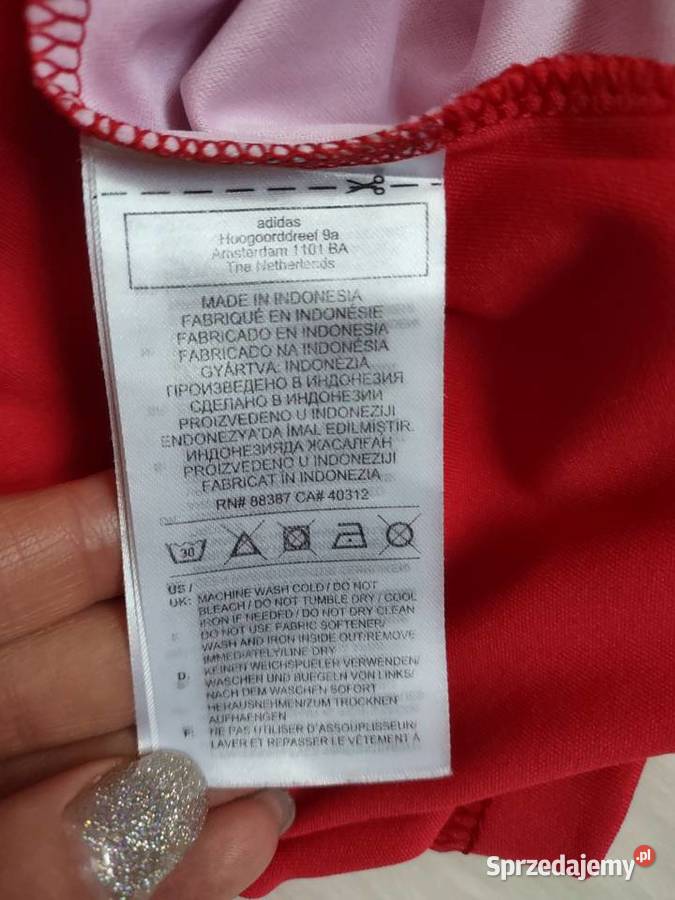 adidas
Hoogoorddreef 9a
Amsterdam 1101 BA
The Netherlands
MADE IN INDONESIA
FABRIQUÉ EN INDONÉSIE
FABRICADO EN INDONESIA
FABRICADO NA INDONÉSIA
GYÁRTVA: INDONÉZIA
ПРОИЗВЕДЕНО В ИНДОНЕЗИЯ
СДЕЛАНО В ИНДОНЕЗИИ
PROIZVEDENO U INDONEZIJI
ENDONEZYA'DA İMAL EDİLMİŞTİR.
ИНДОНЕЗИЯДА ЖАСАЛҒАН
PROIZVEDENO U INDONEZIJI
FABRICAT ÎN INDONEZIA
RN# 88387 CA# 40312
30
US /
UK: MACHINE WASH COLD / DO NOT
BLEACH / DO NOT TUMBLE DRY / COOL
IRON IF NEEDED / DO NOT DRY CLEAN
DO NOT USE FABRIC SOFTENER/
WASH AND IRON INSIDE OUT/REMOVE
IMMEDIATELY/LINE DRY
D: KEINEN WEICHSPUELER VERWENDEN/
WASCHEN UND BUEGELN VON LINKS/
NACH DEM WASCHEN SOFORT
HERAUSNEHMEN/ZUM TROCKNEN
AUFHAENGEN
F: NE PAS UTILISER D'ASSOUPLISSEUR/
LAVER ET REPASSER LE VÊTEMENT A
Sprzedajemy.pl